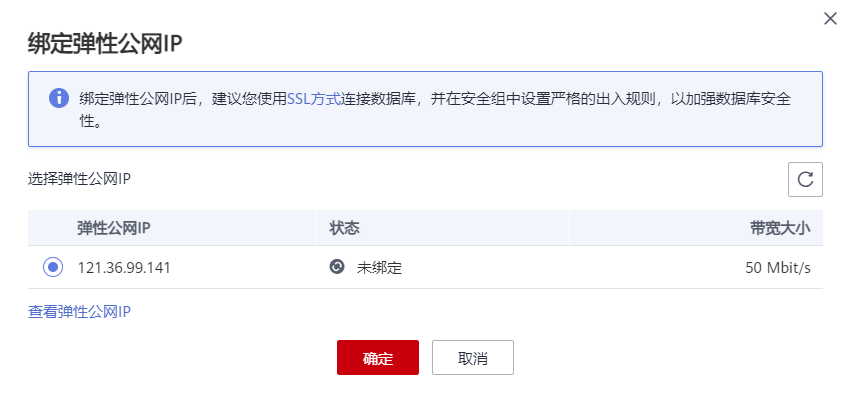 绑定弹性公网IP
绑定弹性公网IP后，建议您使用SSL方式连接数据库，并在安全组中设置严格的出入规则，以加强数据库安全
性。
选择弹性公网IP
弹性公网IP 状态 带宽大小
121.36.99.141 未绑定 50 Mbit/s
查看弹性公网IP
确定 取消